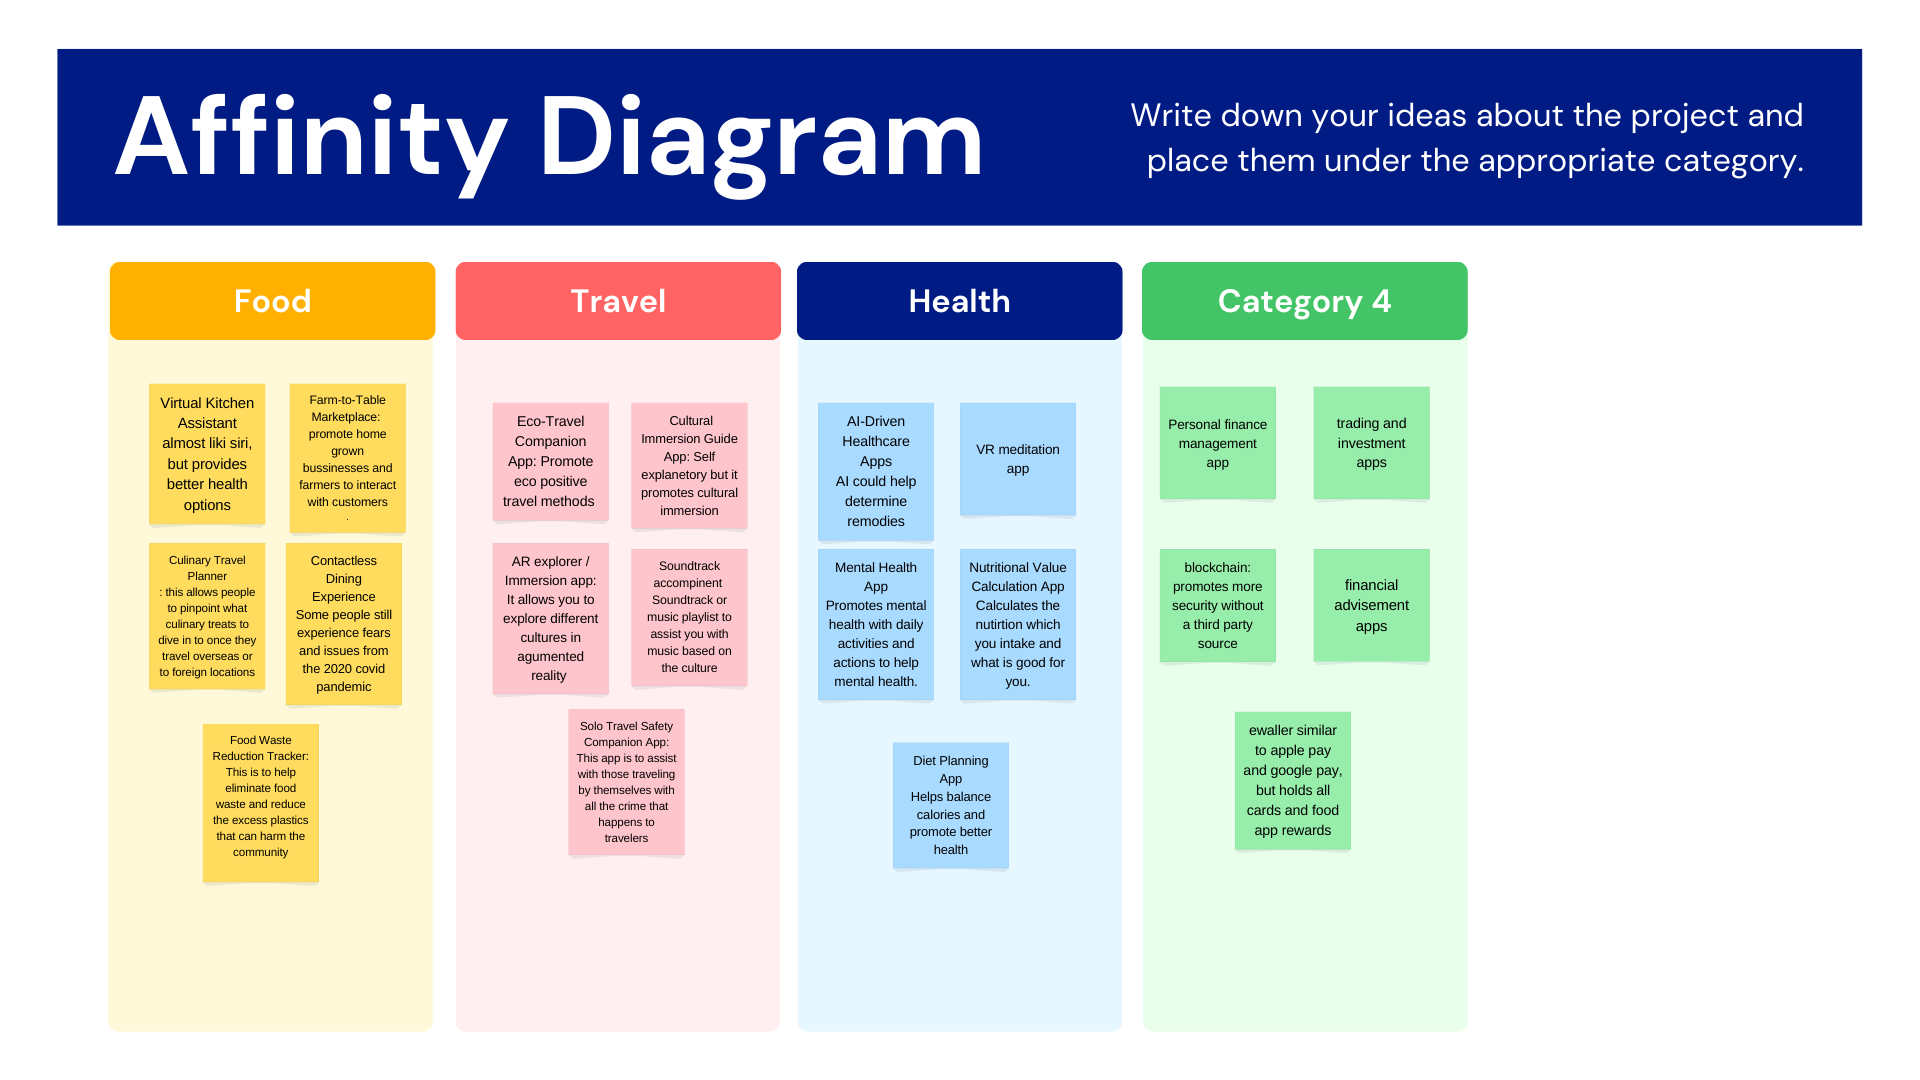 Affinity Diagram
Write down your ideas about the project and
place them under the appropriate category.
Food
Virtual Kitchen
Assistant
almost liki siri,
but provides
better health
options
Farm-to-Table
Marketplace:
promote home
grown
bussinesses and
farmers to interact
with customers
.
Culinary Travel
Planner
: this allows people
to pinpoint what
culinary treats to
dive in to once they
travel overseas or
to foreign locations
Contactless
Dining
Experience
Some people still
experience fears
and issues from
the 2020 covid
pandemic
Food Waste
Reduction Tracker:
This is to help
eliminate food
waste and reduce
the excess plastics
that can harm the
community
Travel
Eco-Travel
Companion
App: Promote
eco positive
travel methods
Cultural
Immersion Guide
App: Self
explanetory but it
promotes cultural
immersion
AR explorer /
Immersion app:
It allows you to
explore different
cultures in
agumented
reality
Soundtrack
accompinent
Soundtrack or
music playlist to
assist you with
music based on
the culture
Solo Travel Safety
Companion App:
This app is to assist
with those traveling
by themselves with
all the crime that
happens to
travelers
Health
AI-Driven
Healthcare
Apps
AI could help
determine
remodies
VR meditation
app
Mental Health
App
Promotes mental
health with daily
activities and
actions to help
mental health.
Nutritional Value
Calculation App
Calculates the
nutirtion which
you intake and
what is good for
you.
Diet Planning
App
Helps balance
calories and
promote better
health
Category 4
Personal finance
management
app
trading and
investment
apps
blockchain:
promotes more
security without
a third party
source
financial
advisement
apps
ewaller similar
to apple pay
and google pay,
but holds all
cards and food
app rewards